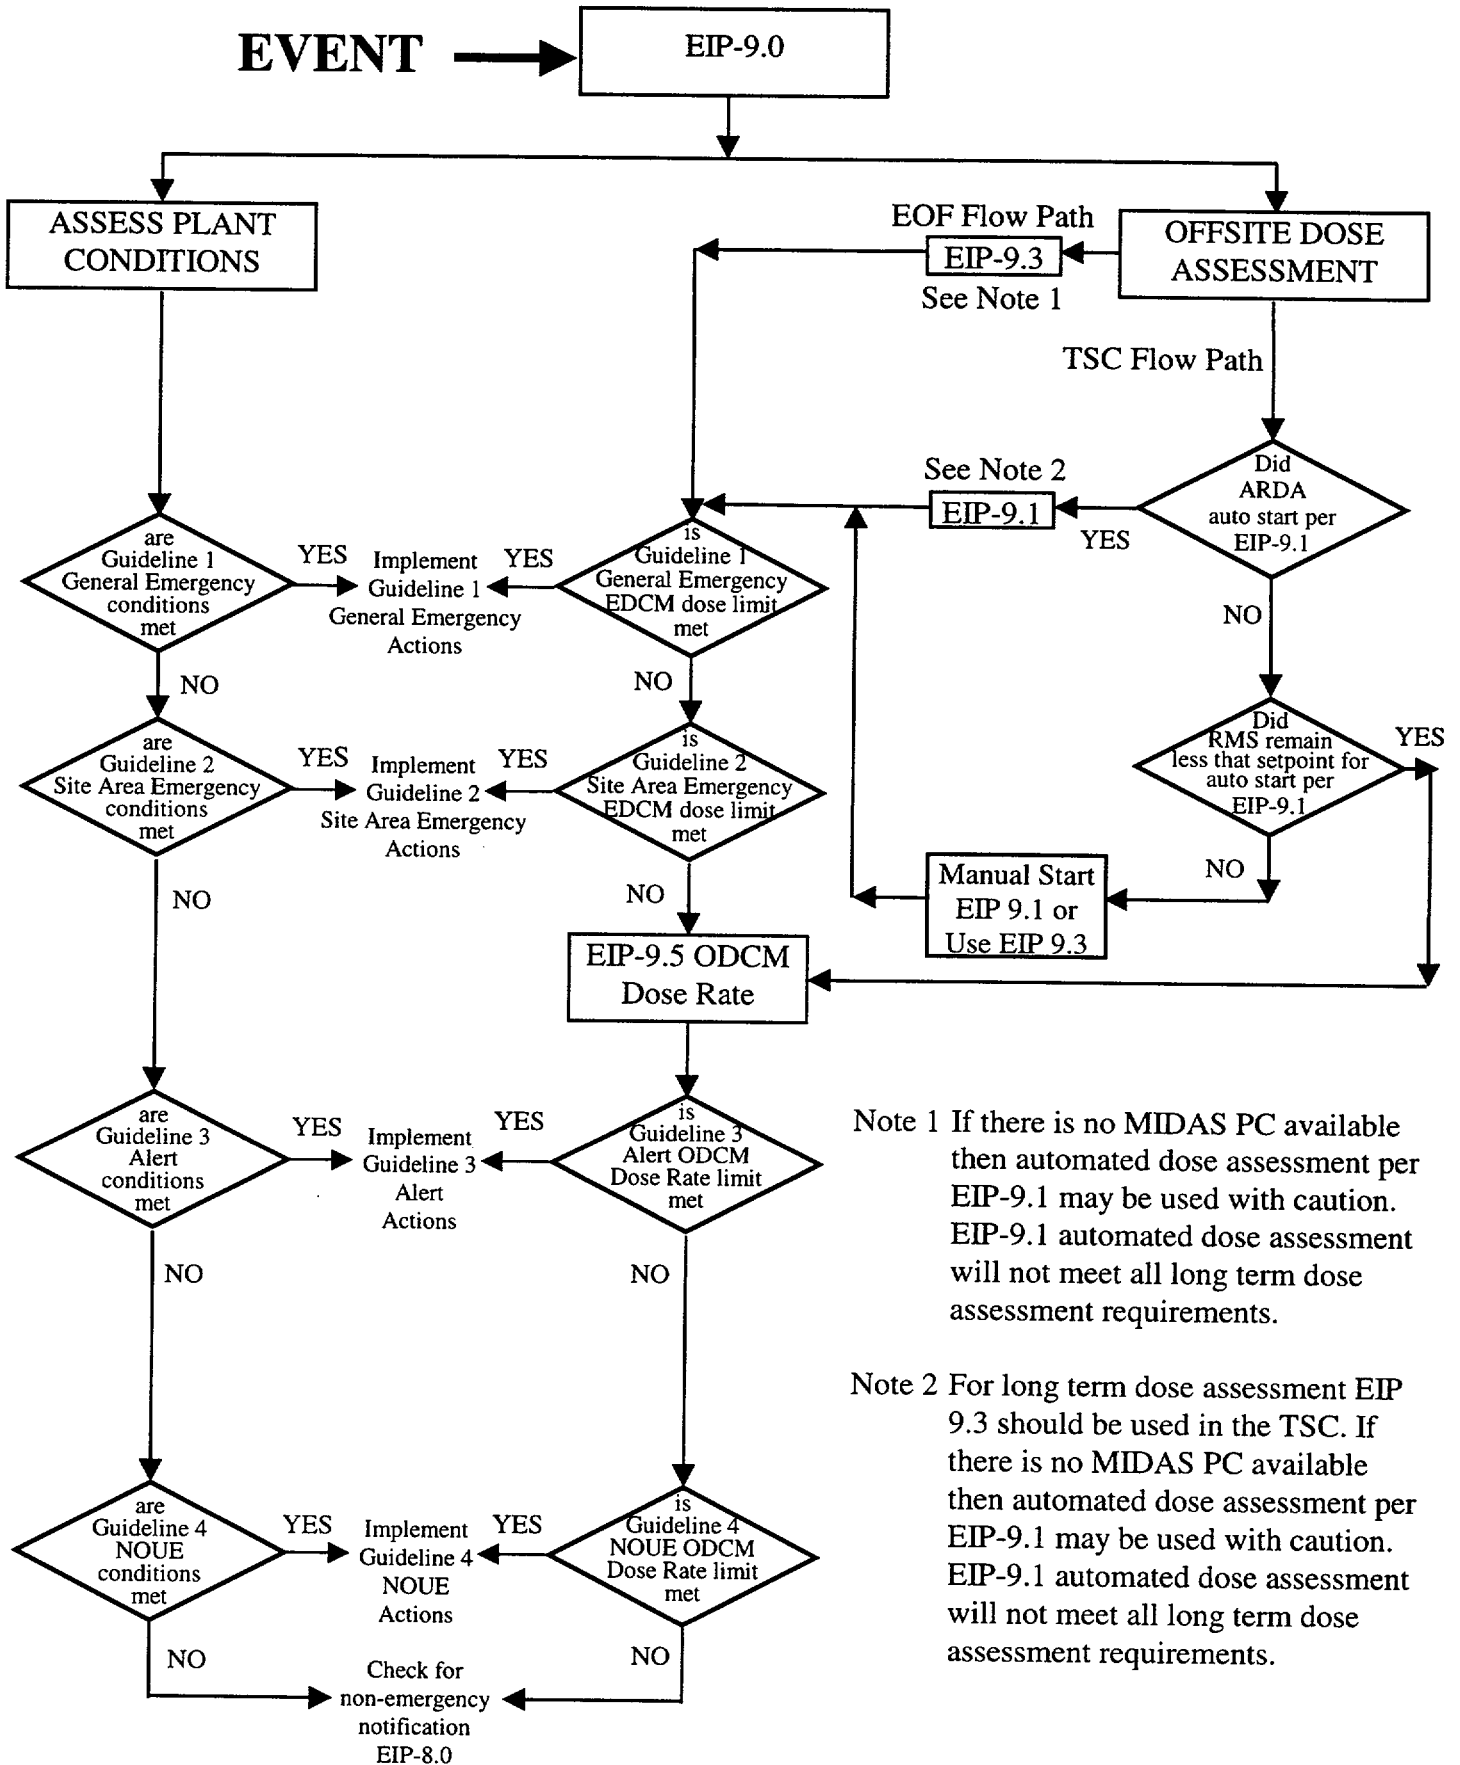 EVENT
EIP-9.0
ASSESS PLANT
CONDITIONS
EOF Flow Path
EIP-9.3
See Note 1
OFFSITE DOSE
ASSESSMENT
TSC Flow Path
Did
ARDA
auto start per
EIP-9.1
See Note 2
EIP-9.1
YES
NO
are
Guideline 1
General Emergency
conditions
met
YES
Implement
Guideline 1
General Emergency
Actions
YES
is
Guideline 1
General Emergency
EDCM dose limit
met
NO
NO
Did
RMS remain
less that setpoint for
auto start per
EIP-9.1
YES
NO
are
Guideline 2
Site Area Emergency
conditions
met
YES
Implement
Guideline 2
Site Area Emergency
Actions
YES
is
Guideline 2
Site Area Emergency
EDCM dose limit
met
NO
NO
Manual Start
EIP 9.1 or
Use EIP 9.3
EIP-9.5 ODCM
Dose Rate
are
Guideline 3
Alert
conditions
met
YES
Implement
Guideline 3
Alert
Actions
YES
is
Guideline 3
Alert ODCM
Dose Rate limit
met
NO
NO
are
Guideline 4
NOUE
conditions
met
YES
Implement
Guideline 4
NOUE
Actions
YES
is
Guideline 4
NOUE ODCM
Dose Rate limit
met
NO
NO
Check for
non-emergency
notification
EIP-8.0
Note 1 If there is no MIDAS PC available
then automated dose assessment per
EIP-9.1 may be used with caution.
EIP-9.1 automated dose assessment
will not meet all long term dose
assessment requirements.
Note 2 For long term dose assessment EIP
9.3 should be used in the TSC. If
there is no MIDAS PC available
then automated dose assessment per
EIP-9.1 may be used with caution.
EIP-9.1 automated dose assessment
will not meet all long term dose
assessment requirements.